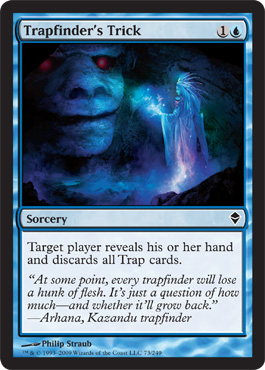 Trapfinder's Trick 1
Sorcery
Target player reveals his or her hand
and discards all Trap cards.
“At some point, every trapfinder will lose
a hunk of flesh. It's just a question of how
much—and whether it'll grow back.”
—Arhana, Kazandu trapfinder
Philip Straub
™ & © 1993–2009 Wizards of the Coast LLC 73/249